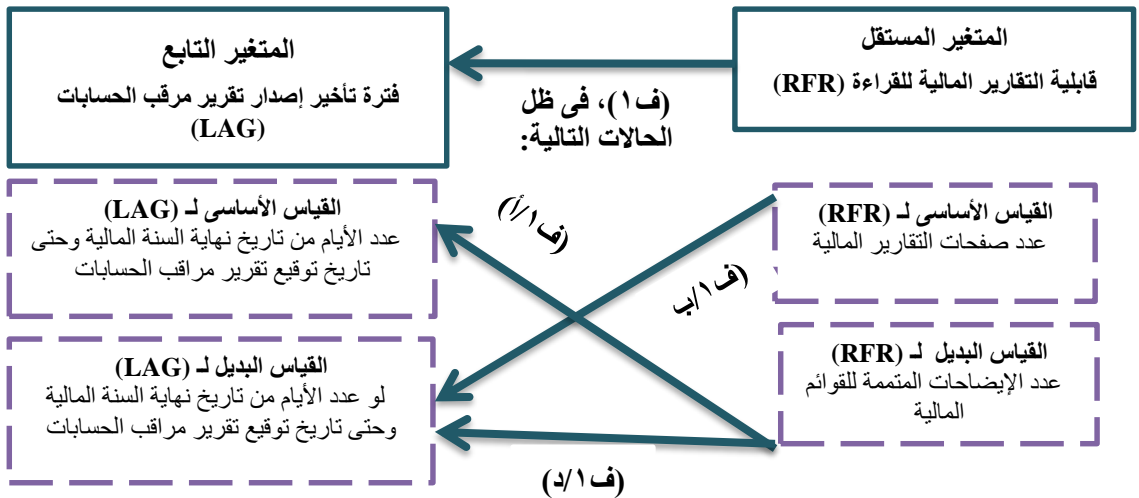 المتغير المستقل
قابلية التقارير المالية للقراءة (RFR)
المتغير التابع
فترة تأخير إصدار تقرير مرقب الحسابات
(LAG)
(ف١)، فى ظل
الحالات التالية:
القياس الأساسى لـ (RFR)
عدد صفحات التقارير المالية
القياس الأساسى لـ (LAG)
عدد الأيام من تاريخ نهاية السنة المالية وحتى
تاريخ توقيع تقرير مراقب الحسابات
(ف١/أ)
(ف١/ب)
القياس البديل لـ (RFR)
عدد الإيضاحات المتممة للقوائم
المالية
القياس البديل لـ (LAG)
لو عدد الأيام من تاريخ نهاية السنة المالية
وحتى تاريخ توقيع تقرير مراقب الحسابات
(ف١/د)